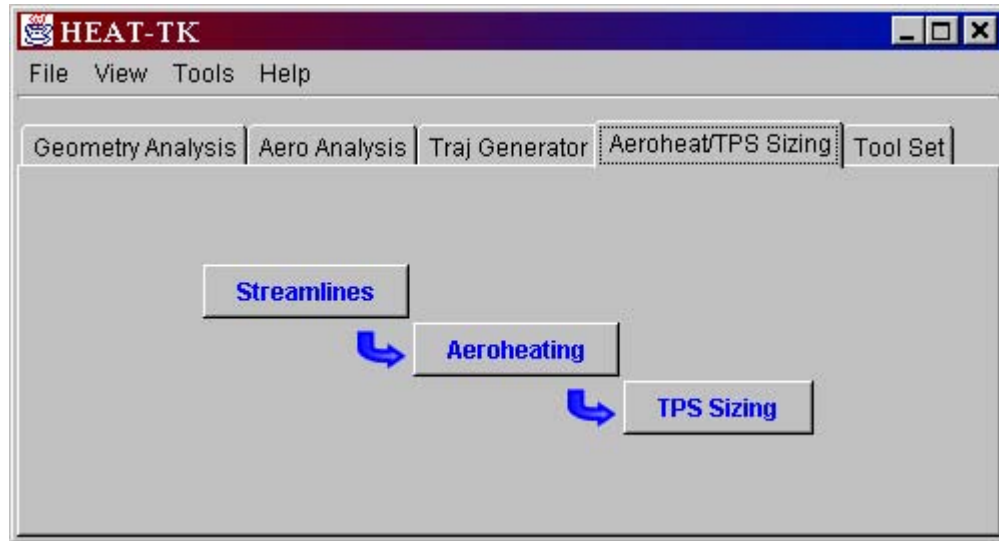 HEAT-TK
File View Tools Help
Geometry Analysis Aero Analysis Traj Generator Aeroheat/TPS Sizing Tool Set
Streamlines
Aeroheating
TPS Sizing